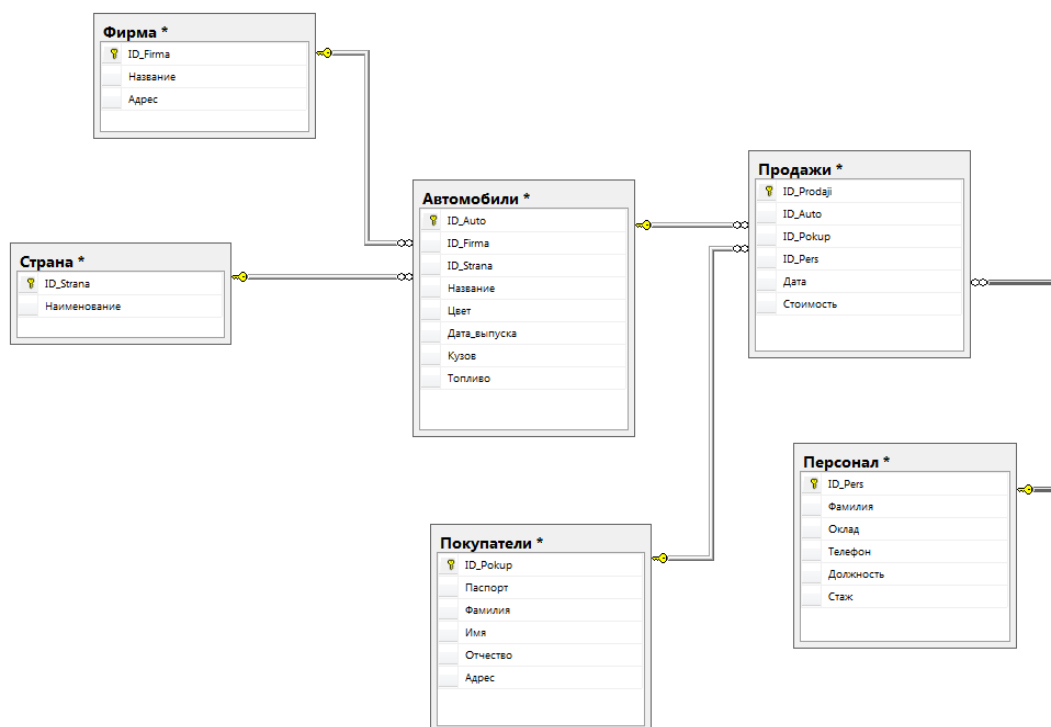 Фирма *
ID_Firma
Название
Адрес
Страна *
ID_Strana
Наименование
Автомобили *
ID_Auto
ID_Firma
ID_Strana
Название
Цвет
Дата_выпуска
Кузов
Топливо
Продажи *
ID_Prodaji
ID_Auto
ID_Pokup
ID_Pers
Дата
Стоимость
Покупатели *
ID_Pokup
Паспорт
Фамилия
Имя
Отчество
Адрес
Персонал *
ID_Pers
Фамилия
Оклад
Телефон
Должность
Стаж